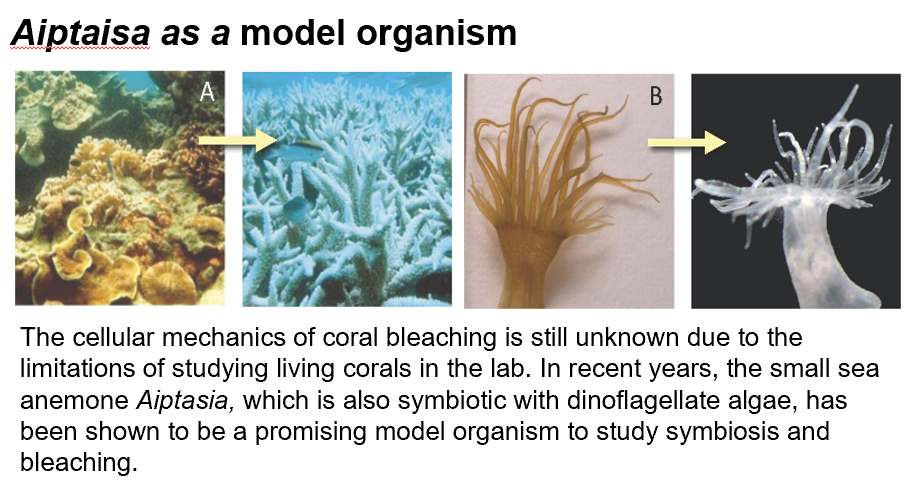 Aiptaisa as a model organism
A
B
The cellular mechanics of coral bleaching is still unknown due to the
limitations of studying living corals in the lab. In recent years, the small sea
anemone Aiptasia, which is also symbiotic with dinoflagellate algae, has
been shown to be a promising model organism to study symbiosis and
bleaching.